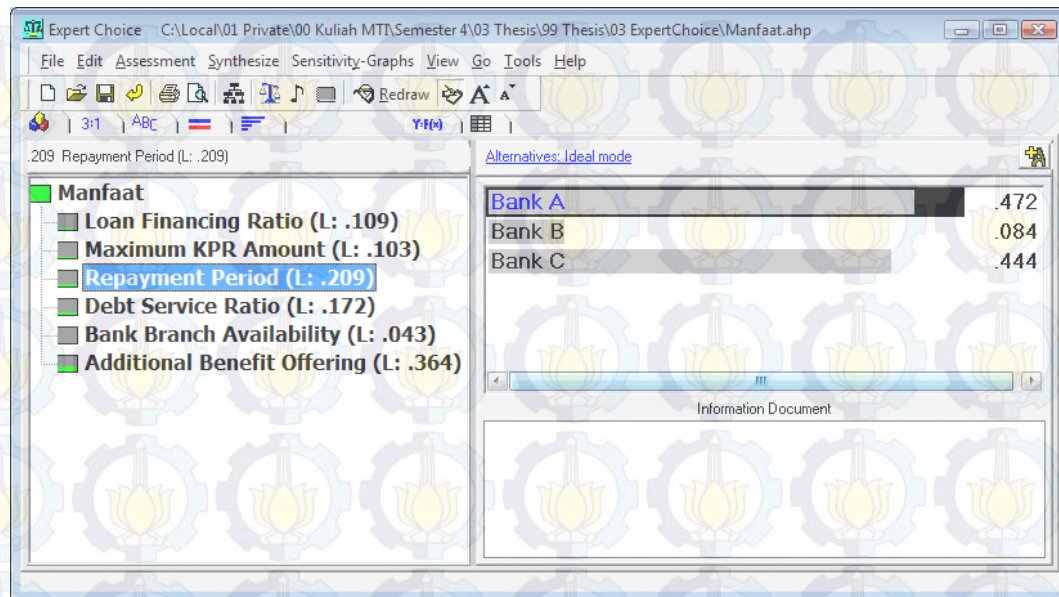 Expert Choice C:\Local\01 Private\00 Kuliah MTI\Semester 4\03 Thesis\99 Thesis\03 ExpertChoice\Manfaat.ahp
File Edit Assessment Synthesize Sensitivity-Graphs View Go Tools Help
Redraw A A
3:1 ABC Y=F(x)
.209 Repayment Period (L: .209)
Alternatives: Ideal mode
Manfaat
Loan Financing Ratio (L: .109)
Maximum KPR Amount (L: .103)
Repayment Period (L: .209)
Debt Service Ratio (L: .172)
Bank Branch Availability (L: .043)
Additional Benefit Offering (L: .364)
Bank A .472
Bank B .084
Bank C .444
Information Document